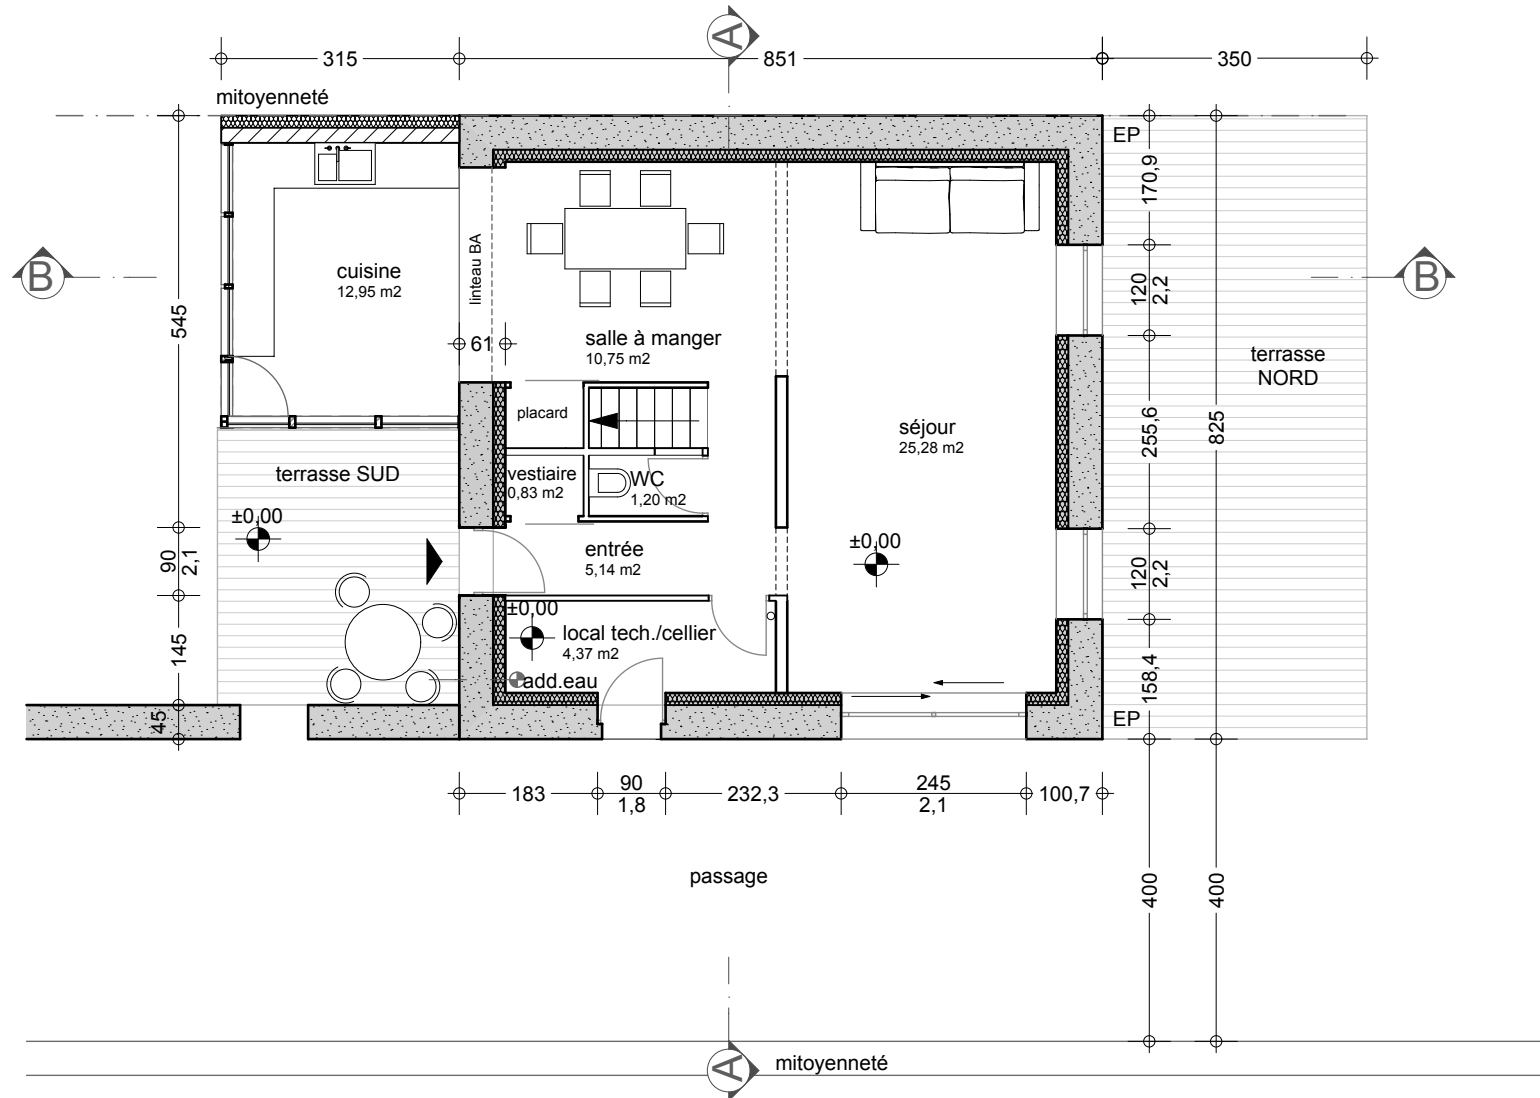 A
315
851
350
mitoyenneté
EP
170,9
B
cuisine
12,95 m2
linteau BA
120
2,2
B
545
61
salle à manger
10,75 m2
terrasse
NORD
placard
séjour
25,28 m2
255,6
825
terrasse SUD
vestiaire
0,83 m2
WC
1,20 m2
±0,00
90
2,1
entrée
5,14 m2
±0,00
120
2,2
±0,00
local tech./cellier
4,37 m2
145
add.eau
158,4
45
EP
183
90
1,8
232,3
245
2,1
100,7
passage
400
400
A
mitoyenneté